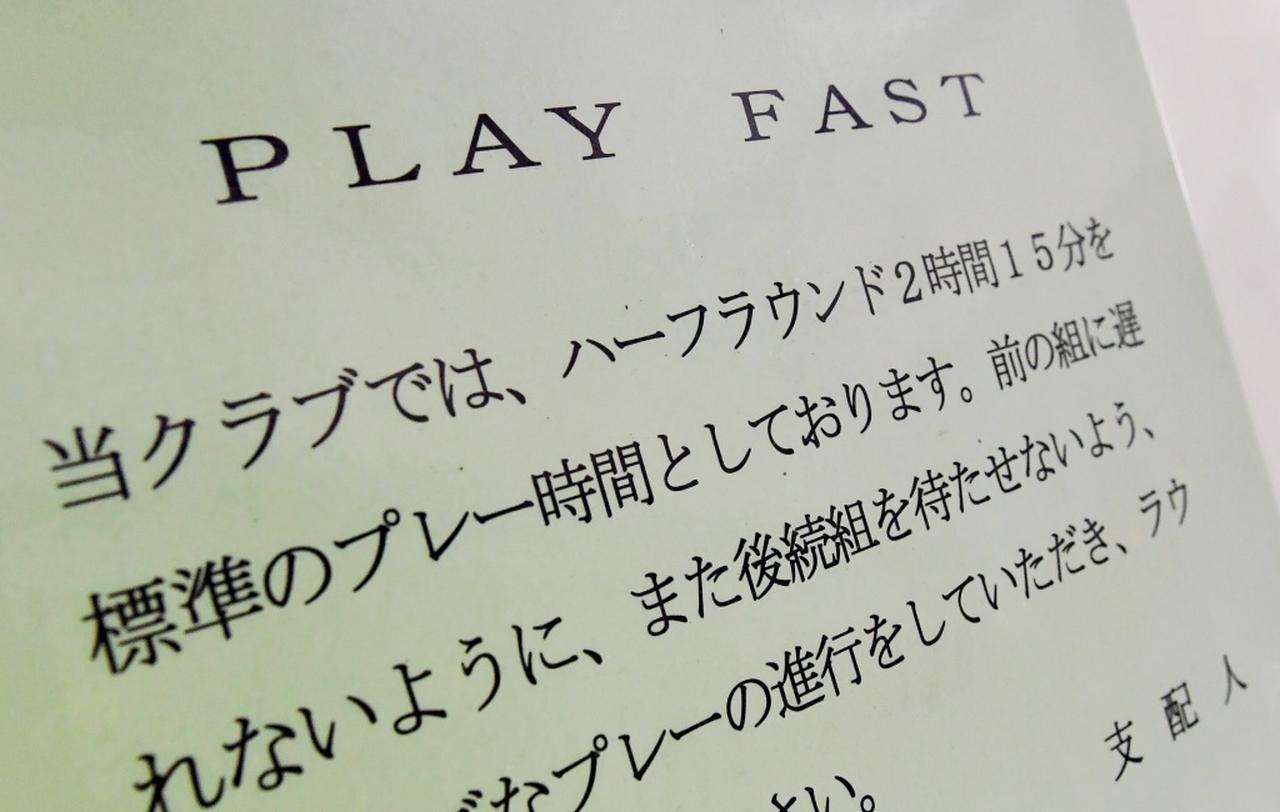 PLAY FAST
当クラブでは、ハーフラウンド2時間15分を
標準のプレー時間としております。前の組に遅
れないように、また後続組を待たせないよう、
なプレーの進行をしていただき、ラウ
さい。
支配人